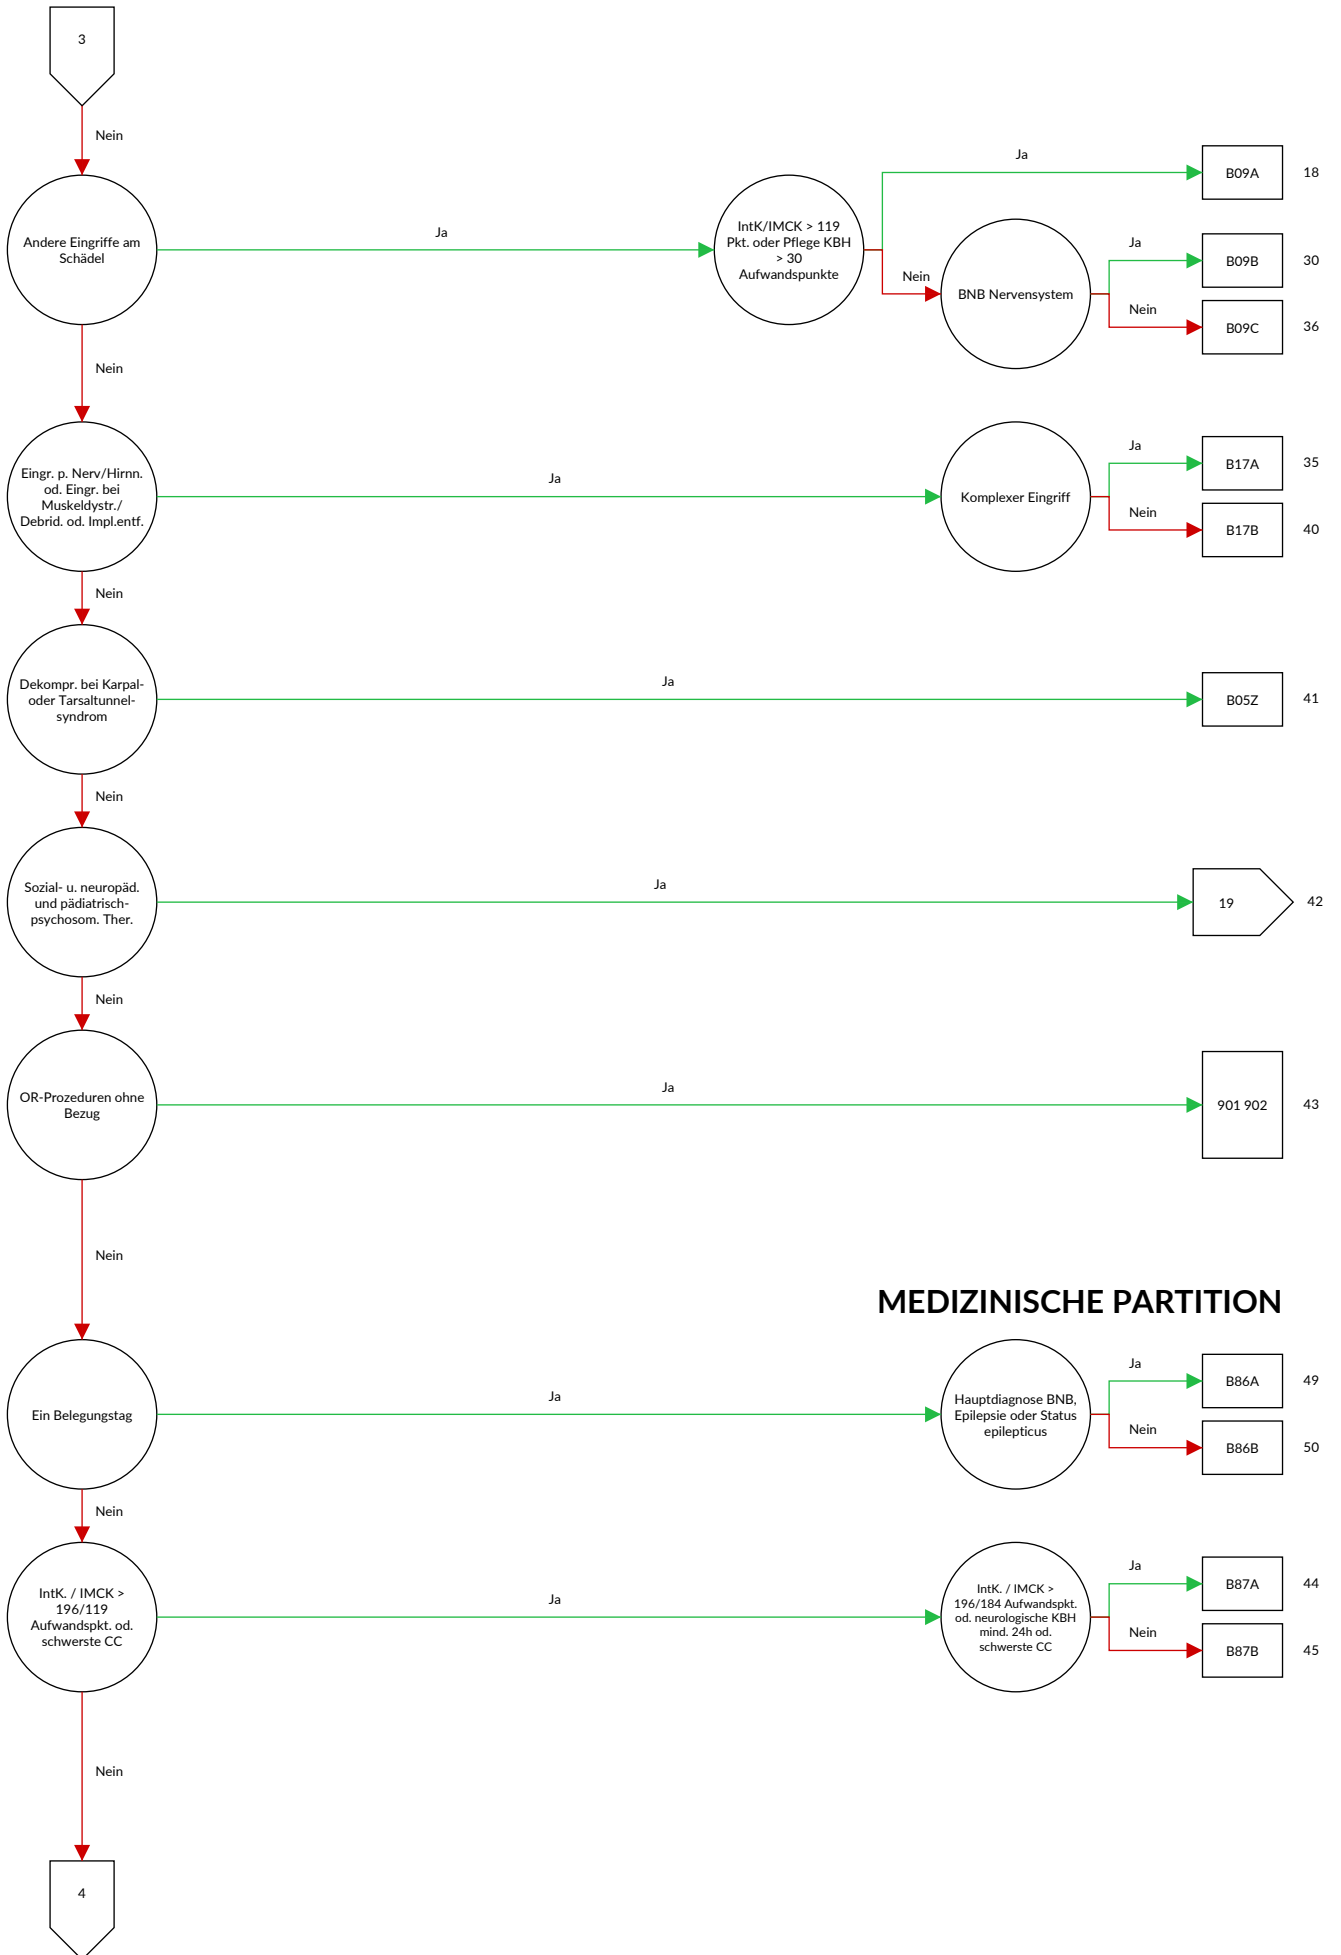 3
Nein
Andere Eingriffe am
Schädel
Ja
IntK/IMCK > 119
Pkt. oder Pflege KBH
> 30
Aufwandspunkte
Ja
B09A
18
Nein
BNB Nervensystem
Ja
B09B
30
Nein
B09C
36
Nein
Eingr. p. Nerv/Hirnn.
od. Eingr. bei
Muskeldystr./
Debrid. od. Impl.entf.
Ja
Komplexer Eingriff
Ja
B17A
35
Nein
B17B
40
Nein
Dekompr. bei Karpal-
oder Tarsaltunnel-
syndrom
Ja
B05Z
41
Nein
Sozial- u. neuropäd.
und pädiatrisch-
psychosom. Ther.
Ja
19
42
Nein
OR-Prozeduren ohne
Bezug
Ja
901 902
43
Nein
MEDIZINISCHE PARTITION
Ein Belegungstag
Ja
Hauptdiagnose BNB,
Epilepsie oder Status
epilepticus
Ja
B86A
49
Nein
B86B
50
Nein
IntK. / IMCK >
196/119
Aufwandspkt. od.
schwerste CC
Ja
IntK. / IMCK >
196/184 Aufwandspkt.
od. neurologische KBH
mind. 24h od.
schwerste CC
Ja
B87A
44
Nein
B87B
45
Nein
4